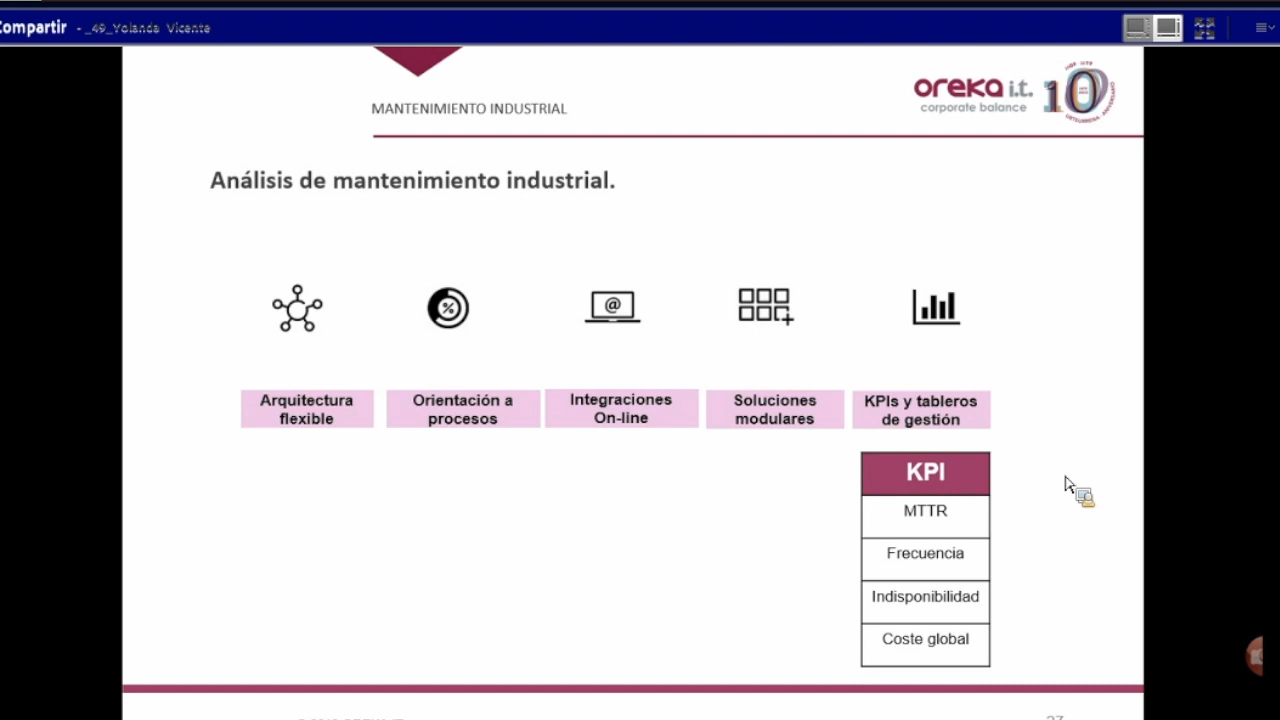 Compartir - _49_Yolanda Vicente
MANTENIMIENTO INDUSTRIAL
oreka i.t.
corporate balance
10
Análisis de mantenimiento industrial.
%
@
Arquitectura
flexible
Orientación a
procesos
Integraciones
On-line
Soluciones
modulares
KPIs y tableros
de gestión
KPI
MTTR
Frecuencia
Indisponibilidad
Coste global